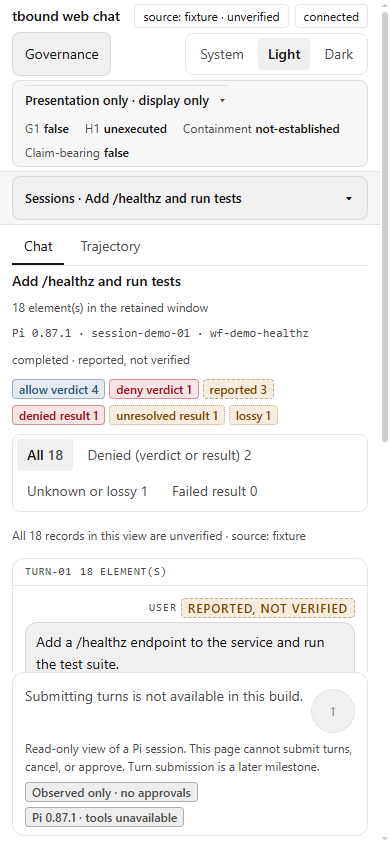 tbound web chat
source: fixture · unverified
connected
Governance
System
Light
Dark
Presentation only · display only
G1 false H1 unexecuted Containment not-established
Claim-bearing false
Sessions · Add /healthz and run tests
Chat
Trajectory
Add /healthz and run tests
18 element(s) in the retained window
Pi 0.87.1 · session-demo-01 · wf-demo-healthz
completed · reported, not verified
allow verdict 4
deny verdict 1
reported 3
denied result 1
unresolved result 1
lossy 1
All 18
Denied (verdict or result) 2
Unknown or lossy 1
Failed result 0
All 18 records in this view are unverified · source: fixture
TURN-01 18 ELEMENT(S)
USER REPORTED, NOT VERIFIED
Add a /healthz endpoint to the service and run
the test suite.
Submitting turns is not available in this build.
↑
Read-only view of a Pi session. This page cannot submit turns,
cancel, or approve. Turn submission is a later milestone.
Observed only · no approvals
Pi 0.87.1 · tools unavailable